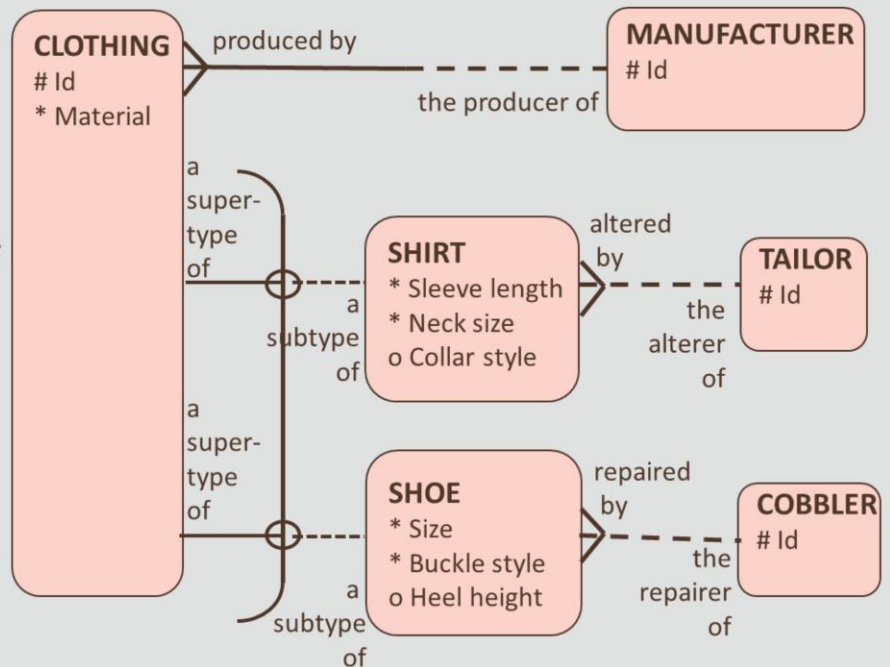 CLOTHING
# Id
* Material
produced by
the producer of
MANUFACTURER
# Id
a
super-
type
of
a
subtype
of
SHIRT
* Sleeve length
* Neck size
o Collar style
altered
by
the
alterer
of
TAILOR
# Id
a
super-
type
of
a
subtype
of
SHOE
* Size
* Buckle style
o Heel height
repaired
by
the
repairer
of
COBBLER
# Id